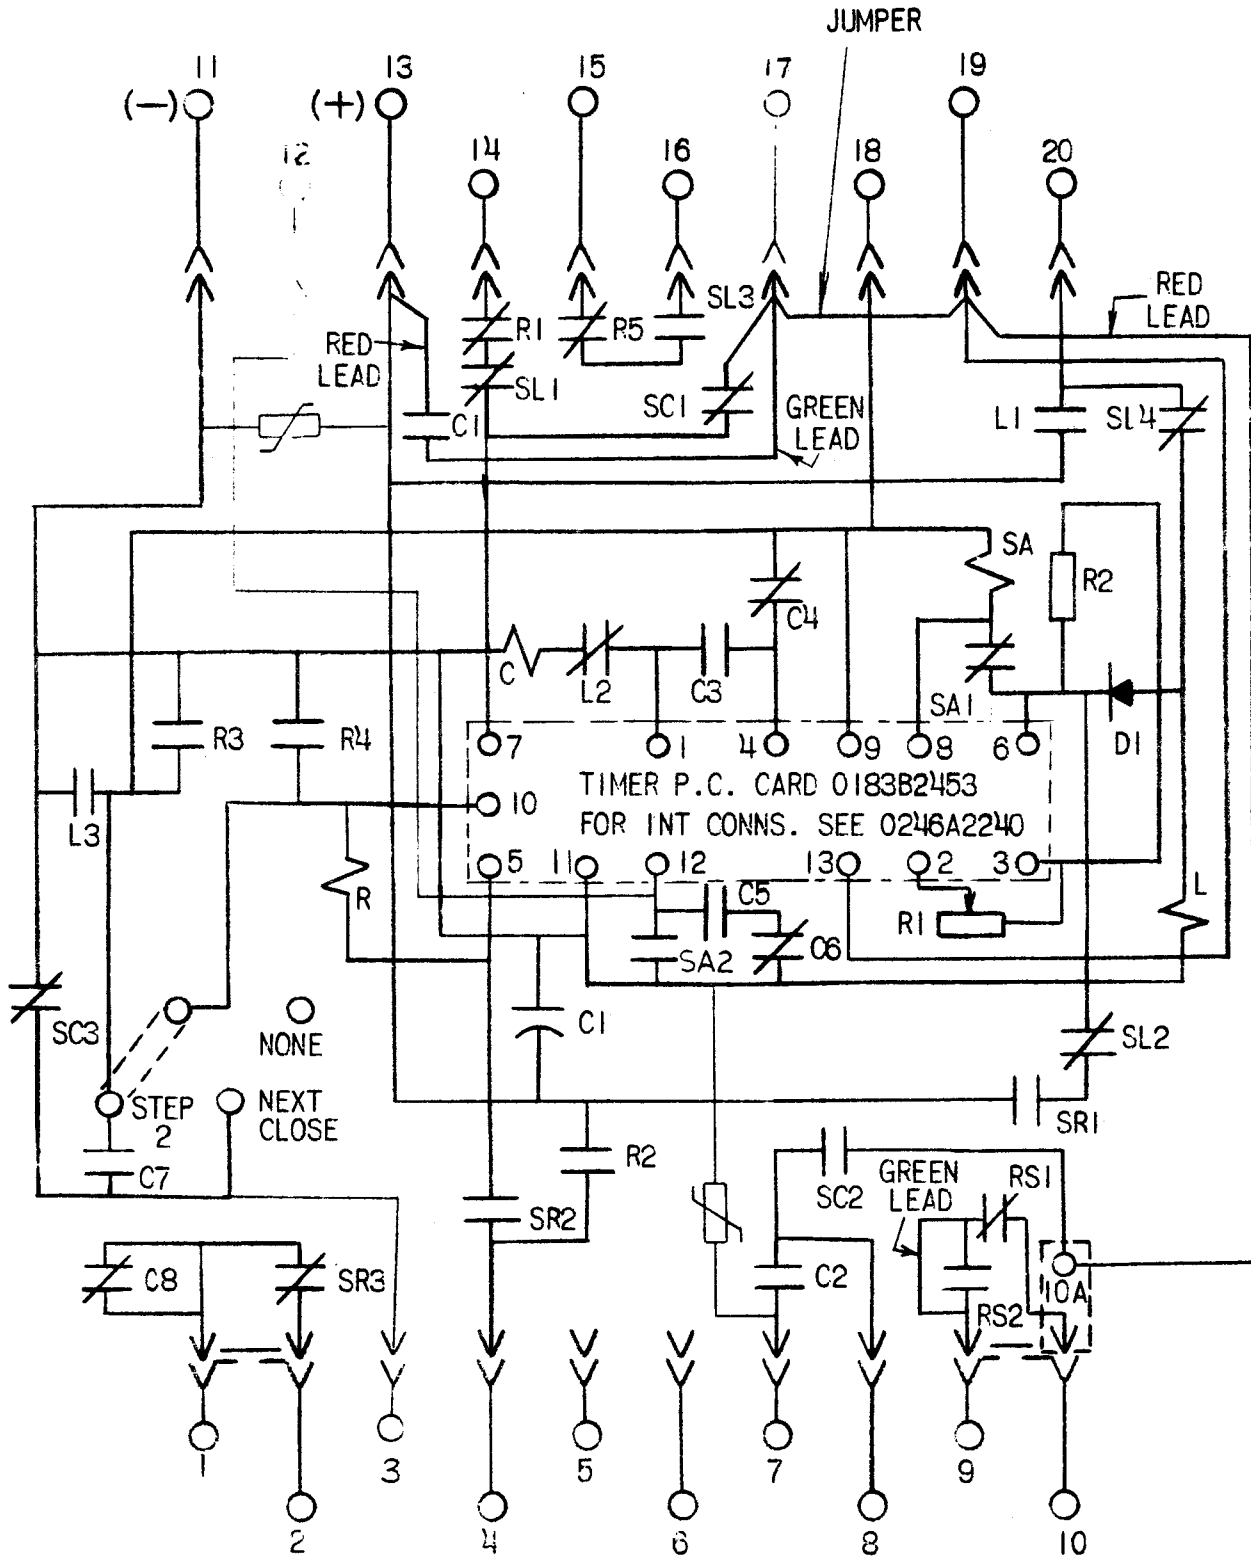 JUMPER
11 13 15 17 19
(−) (+)
12 14 16 18 20
SL3
RED
LEAD
R1 R5
RED
LEAD
SL1
SC1
GREEN
LEAD
C1
L1 SL4
SA
R2
C4
C L2 C3
SA1
D1
R3 R4
7 1 4 9 8 6
TIMER P.C. CARD 0183B2453
10
FOR INT CONNS. SEE 0246A2240
L3
5 11 12 13 2 3
R
C5
L
R1
SA2 C6
SC3
C1
NONE
SL2
STEP
2
NEXT
CLOSE
SR1
C7
R2
SC2
GREEN
LEAD
RS1
SR2
C8 SR3
C2
10A
RS2
1 3 5 7 9
2 4 6 8 10